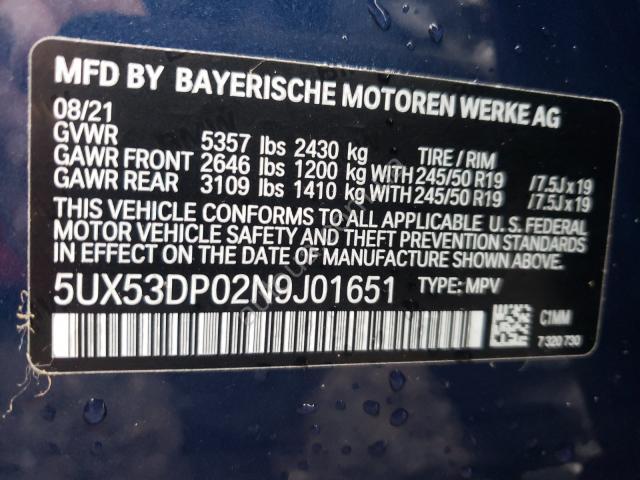 MFD BY BAYERISCHE MOTOREN WERKE AG
08/21
GVWR 5357 lbs 2430 kg TIRE / RIM
GAWR FRONT 2646 lbs 1200 kg WITH 245/50 R19 /7.5J x 19
GAWR REAR 3109 lbs 1410 kg WITH 245/50 R19 /7.5J x 19
THIS VEHICLE CONFORMS TO ALL APPLICABLE U. S. FEDERAL
MOTOR VEHICLE SAFETY AND THEFT PREVENTION STANDARDS
IN EFFECT ON THE DATE OF MANUFACTURE SHOWN ABOVE.
5UX53DP02N9J01651 TYPE: MPV
C1MM
7 320 730